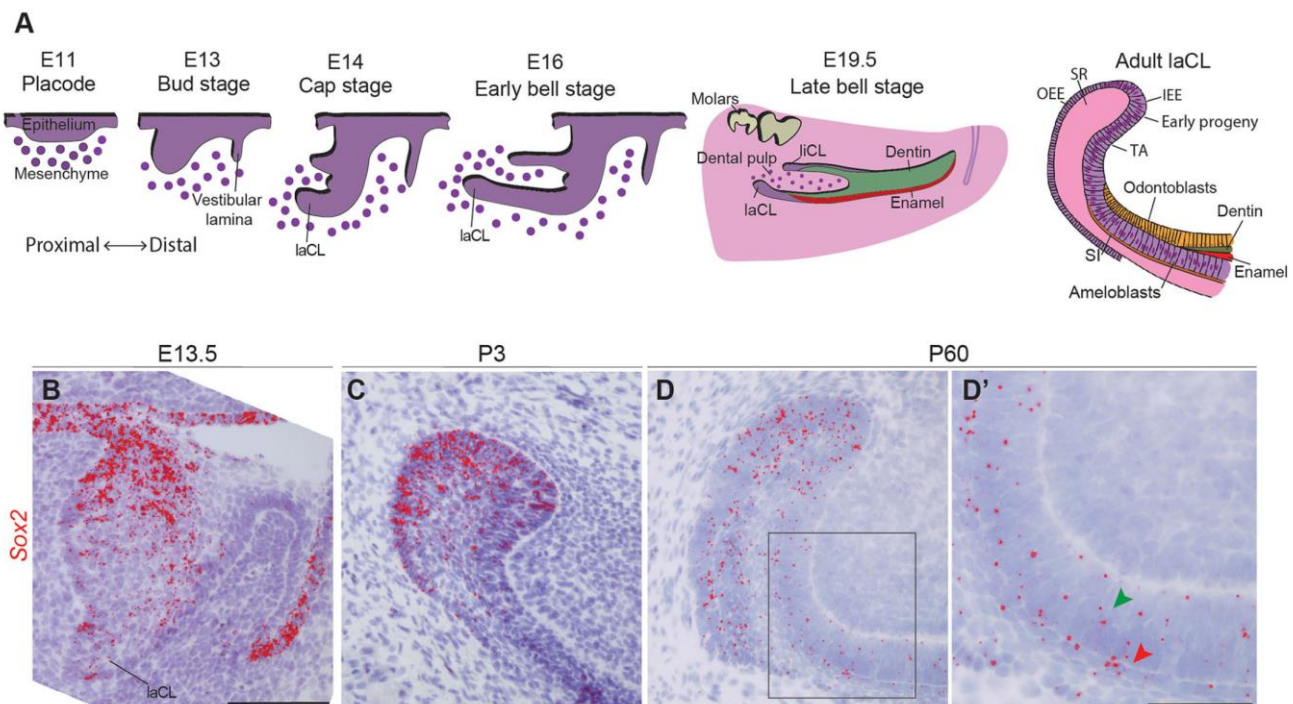 A
E11
Placode
Epithelium
Mesenchyme
E13
Bud stage
Vestibular
lamina
E14
Cap stage
laCL
E16
Early bell stage
laCL
E19.5
Late bell stage
Molars
liCL
Dental pulp
Dentin
laCL
Enamel
Adult laCL
SR
OEE
IEE
Early progeny
TA
Odontoblasts
Dentin
SI
Enamel
Ameloblasts
Proximal ⟷ Distal
E13.5
P3
P60
B
C
D
D’
Sox2
laCL